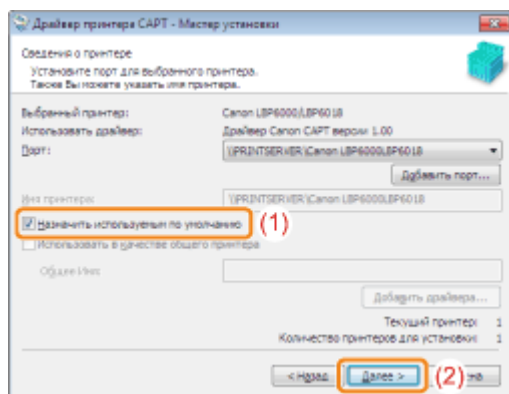 Драйвер принтера CAPT - Мастер установки
Сведения о принтере
Установите порт для выбранного принтера.
Также Вы можете указать имя принтера.
Выбранный принтер: Canon LBP6000/LBP6018
Использовать драйвер: Драйвер Canon CAPT версии 1.00
Порт: \\PRINTSERVER\Canon LBP6000,LBP6018
Добавить порт...
Имя принтера: \\PRINTSERVER\Canon LBP6000,LBP6018
Назначить используемым по умолчанию (1)
Использовать в качестве общего принтера
Общее Имя:
Добавить драйвера...
Текущий принтер: 1
Количество принтеров для установки: 1
< Назад Далее > (2) на